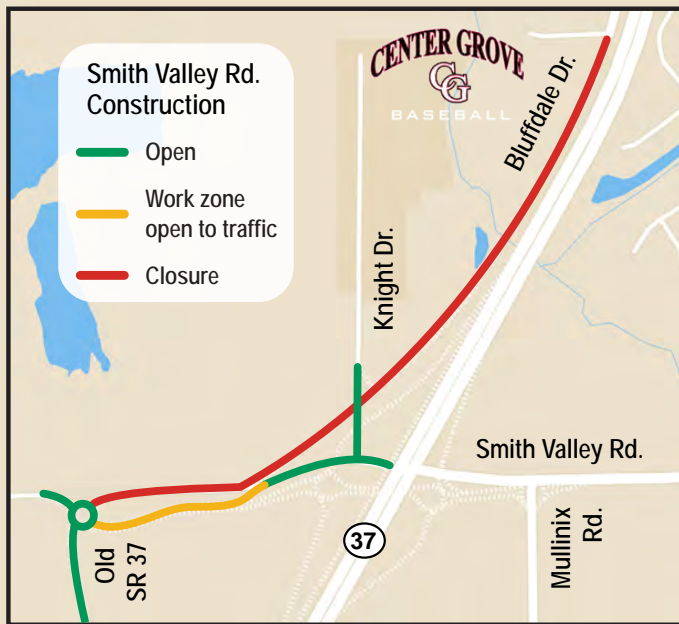 Smith Valley Rd.
Construction
Open
Work zone
open to traffic
Closure
CENTER GROVE
CG
BASEBALL
Bluffdale Dr.
Knight Dr.
Smith Valley Rd.
Old
SR 37
37
Mullinix
Rd.